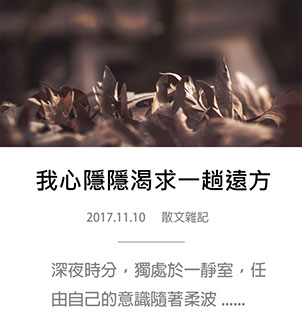 我心隱隱渴求一趟遠方
2017.11.10 散文雜記
深夜時分，獨處於一靜室，任
由自己的意識隨著柔波 ......